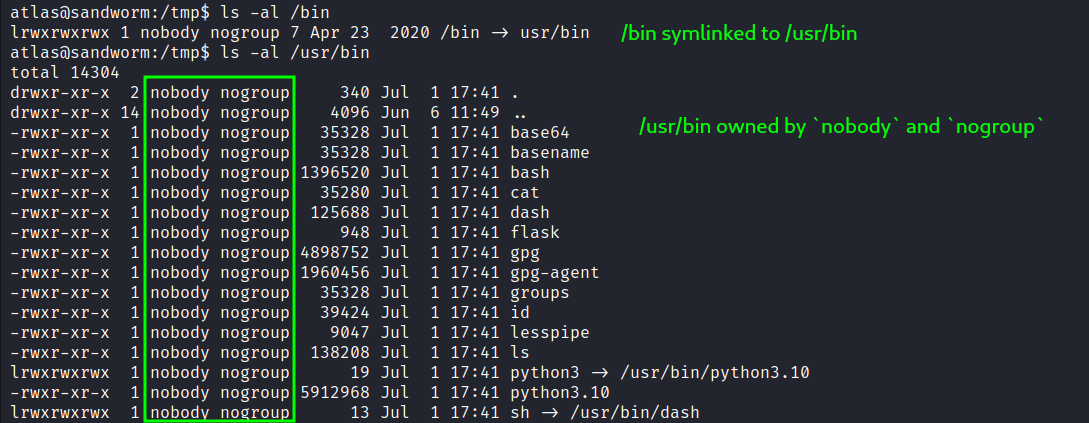 atlas@sandworm:/tmp$ ls -al /bin
lrwxrwxrwx 1 nobody nogroup 7 Apr 23  2020 /bin → usr/bin
/bin symlinked to /usr/bin
atlas@sandworm:/tmp$ ls -al /usr/bin
total 14304
drwxr-xr-x  2 nobody nogroup     340 Jul  1 17:41 .
drwxr-xr-x 14 nobody nogroup    4096 Jun  6 11:49 ..
-rwxr-xr-x  1 nobody nogroup   35328 Jul  1 17:41 base64
/usr/bin owned by `nobody` and `nogroup`
-rwxr-xr-x  1 nobody nogroup   35328 Jul  1 17:41 basename
-rwxr-xr-x  1 nobody nogroup 1396520 Jul  1 17:41 bash
-rwxr-xr-x  1 nobody nogroup   35280 Jul  1 17:41 cat
-rwxr-xr-x  1 nobody nogroup  125688 Jul  1 17:41 dash
-rwxr-xr-x  1 nobody nogroup     948 Jul  1 17:41 flask
-rwxr-xr-x  1 nobody nogroup 4898752 Jul  1 17:41 gpg
-rwxr-xr-x  1 nobody nogroup 1960456 Jul  1 17:41 gpg-agent
-rwxr-xr-x  1 nobody nogroup   35328 Jul  1 17:41 groups
-rwxr-xr-x  1 nobody nogroup   39424 Jul  1 17:41 id
-rwxr-xr-x  1 nobody nogroup    9047 Jul  1 17:41 lesspipe
-rwxr-xr-x  1 nobody nogroup  138208 Jul  1 17:41 ls
lrwxrwxrwx  1 nobody nogroup      19 Jul  1 17:41 python3 → /usr/bin/python3.10
-rwxr-xr-x  1 nobody nogroup 5912968 Jul  1 17:41 python3.10
lrwxrwxrwx  1 nobody nogroup      13 Jul  1 17:41 sh → /usr/bin/dash